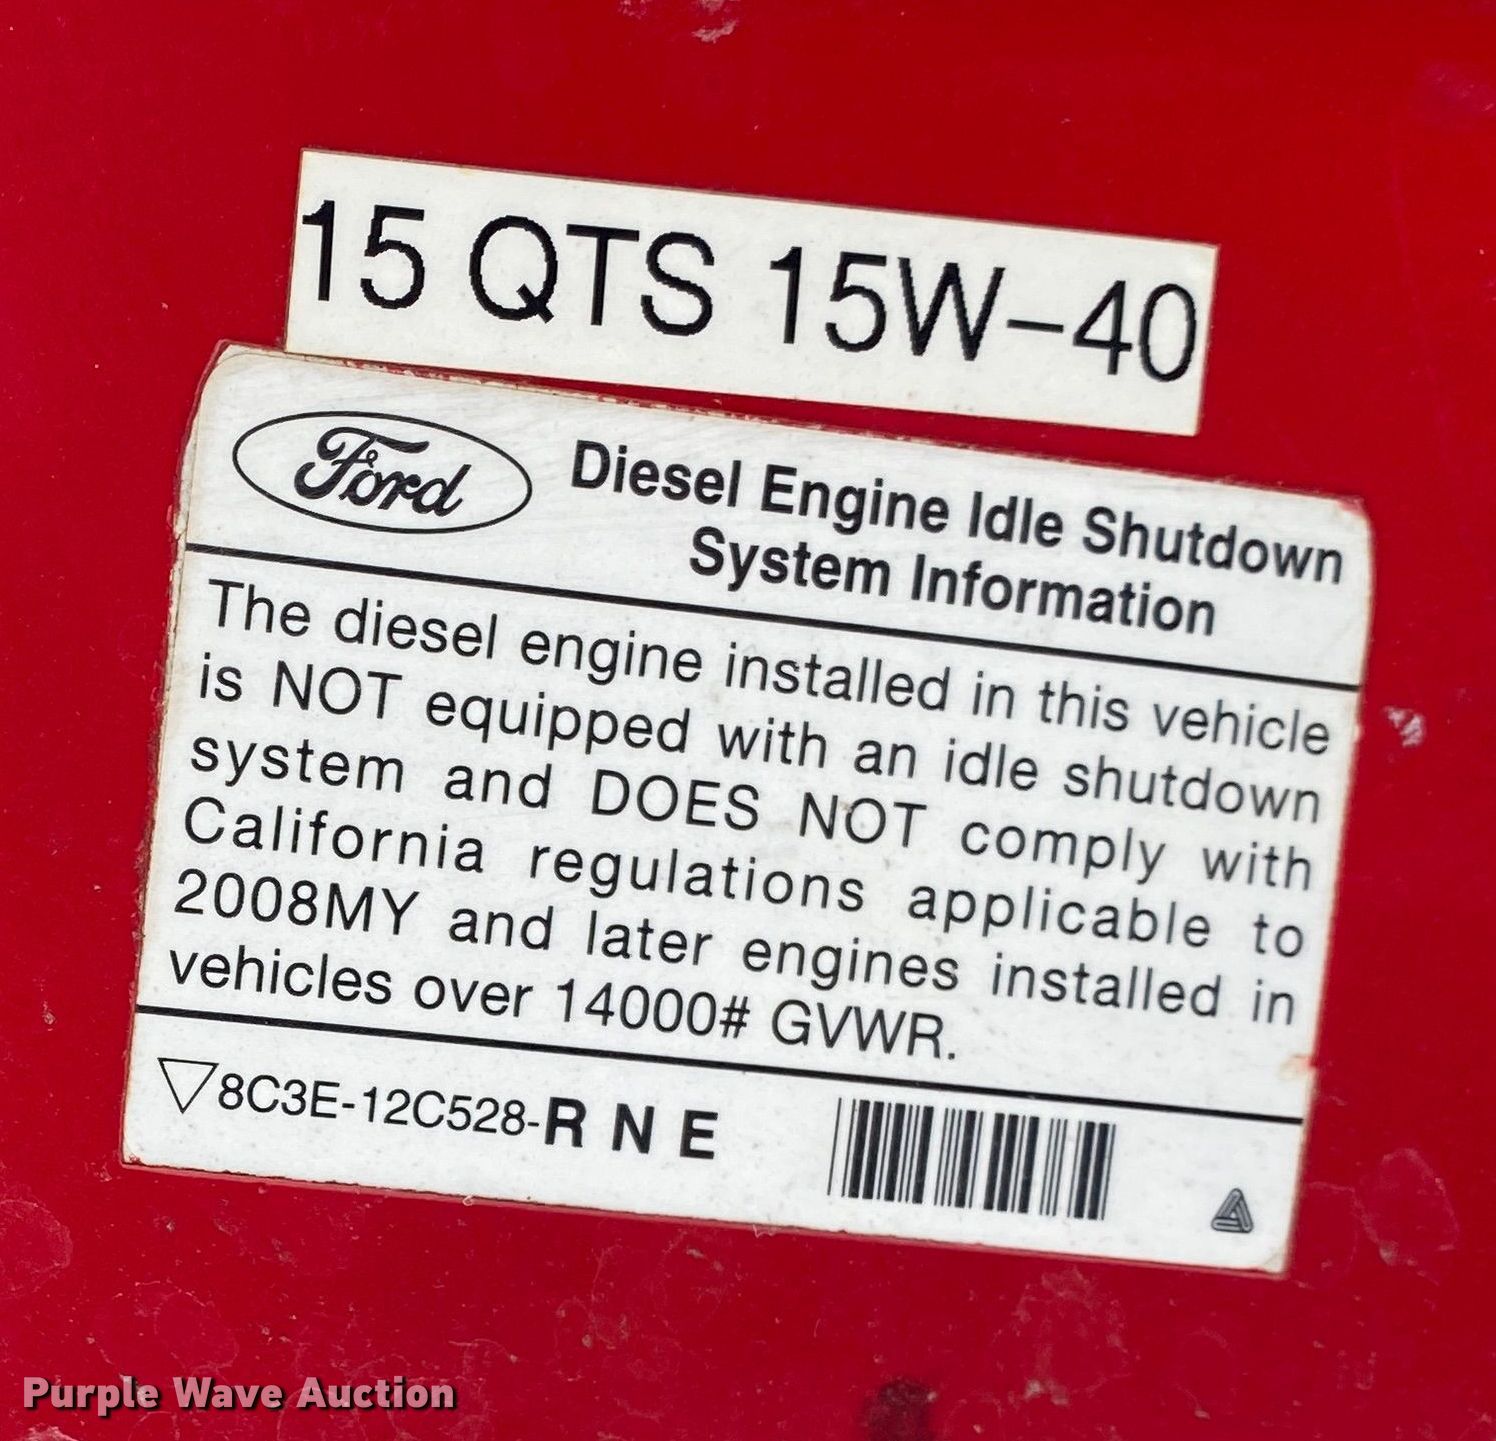 15 QTS 15W-40
Ford
Diesel Engine Idle Shutdown
System Information
The diesel engine installed in this vehicle
is NOT equipped with an idle shutdown
system and DOES NOT comply with
California regulations applicable to
2008MY and later engines installed in
vehicles over 14000# GVWR.
8C3E-12C528-R N E
Purple Wave Auction